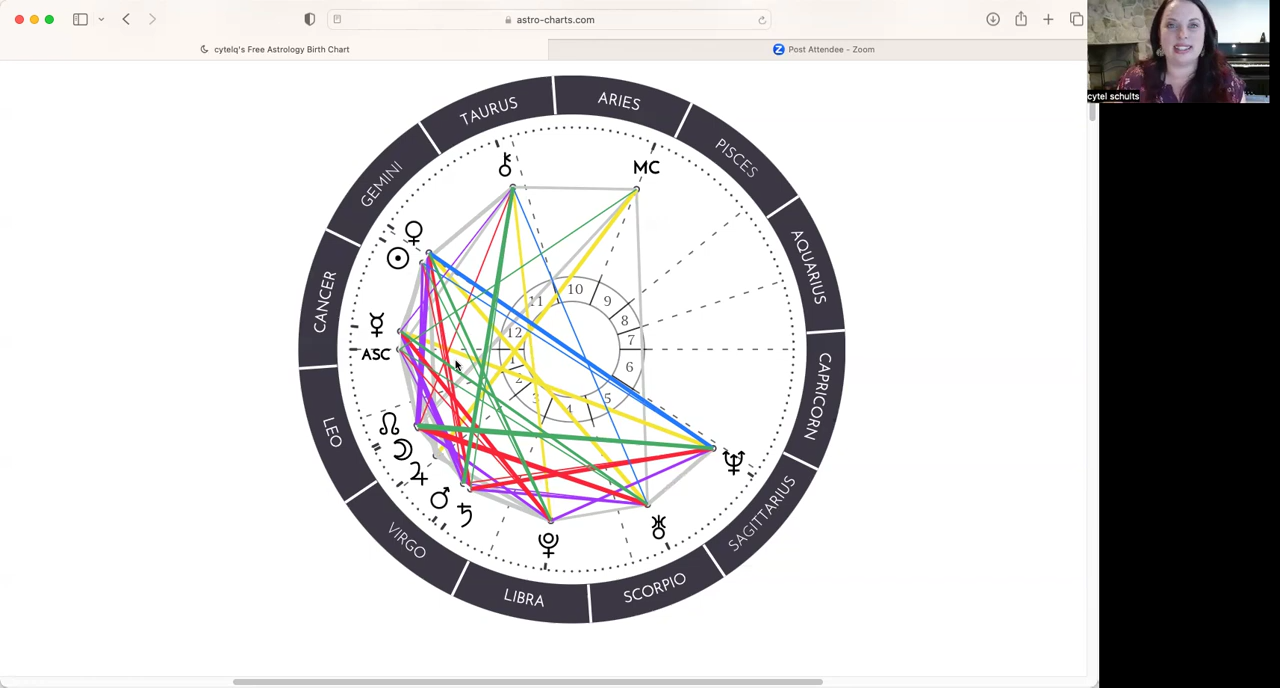 astro-charts.com
cytelq's Free Astrology Birth Chart
Post Attendee - Zoom
cytel schults
TAURUS
ARIES
GEMINI
PISCES
MC
CANCER
AQUARIUS
ASC
11
10
9
12
8
7
1
6
2
3
4
5
LEO
CAPRICORN
VIRGO
SAGITTARIUS
LIBRA
SCORPIO